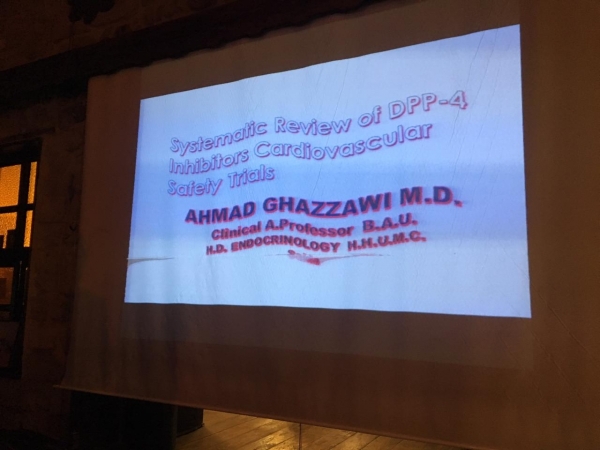 Systematic Review of DPP-4
Inhibitors Cardiovascular
Safety Trials
AHMAD GHAZZAWI M.D.
Clinical A.Professor B.A.U.
H.D. ENDOCRINOLOGY H.H.U.M.C.